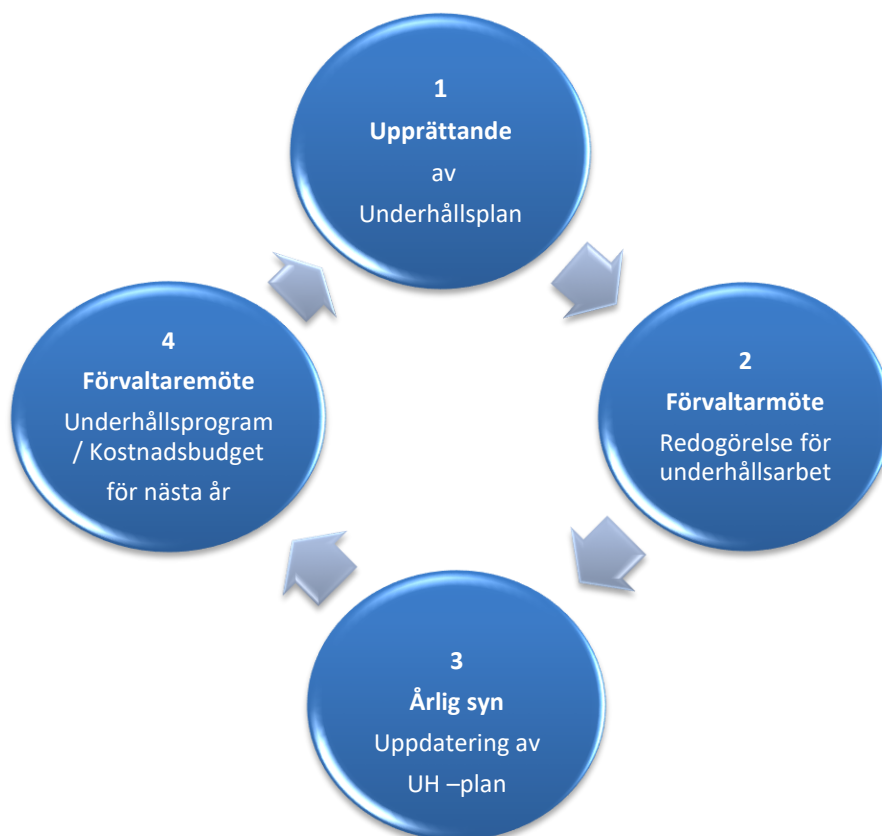 1
Upprättande
av
Underhållsplan
2
Förvaltarmöte
Redogörelse för
underhållsarbet
3
Årlig syn
Uppdatering av
UH –plan
4
Förvaltaremöte
Underhållsprogram
/ Kostnadsbudget
för nästa år